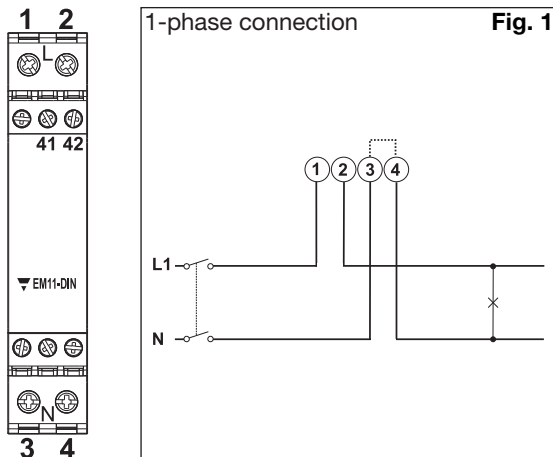 1 2
L
41 42
EM11-DIN
N
3 4
1-phase connection Fig. 1
1 2 3 4
L1
N